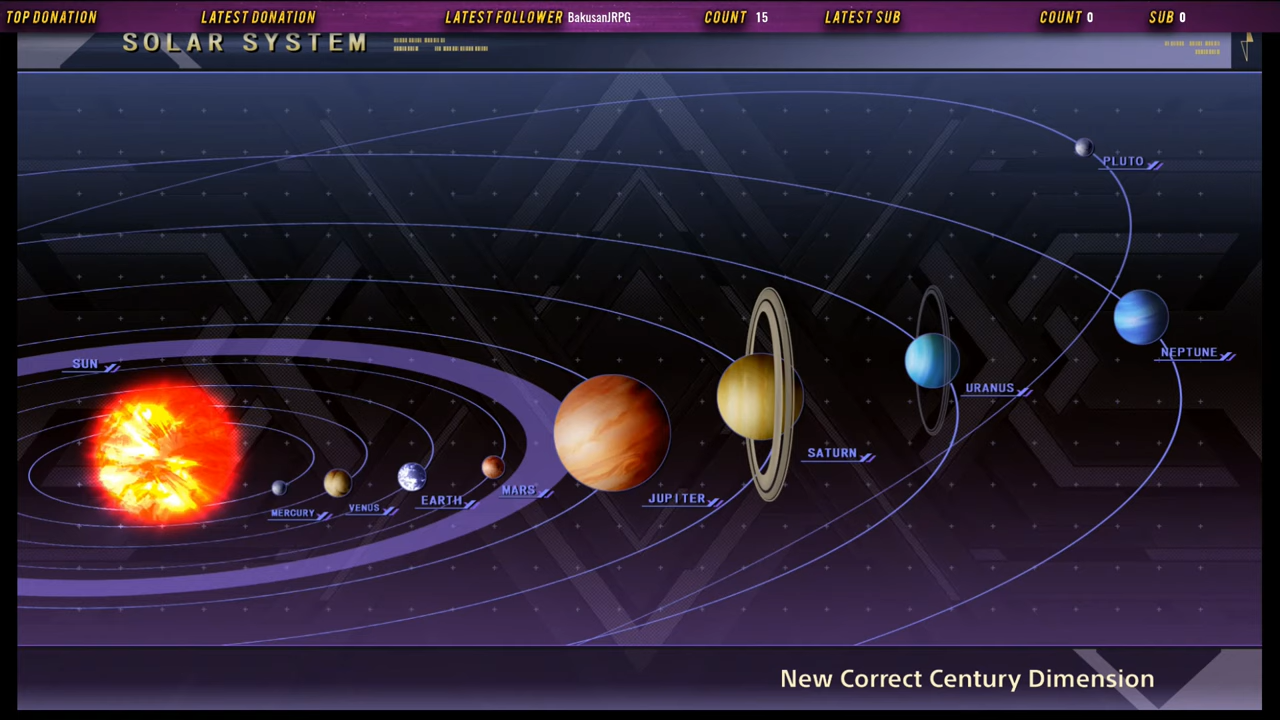 TOP DONATION LATEST DONATION LATEST FOLLOWER BakusanJRPG COUNT 15 LATEST SUB COUNT 0 SUB 0
SOLAR SYSTEM
PLUTO
NEPTUNE
SUN
URANUS
SATURN
MARS
JUPITER
EARTH
VENUS
MERCURY
New Correct Century Dimension